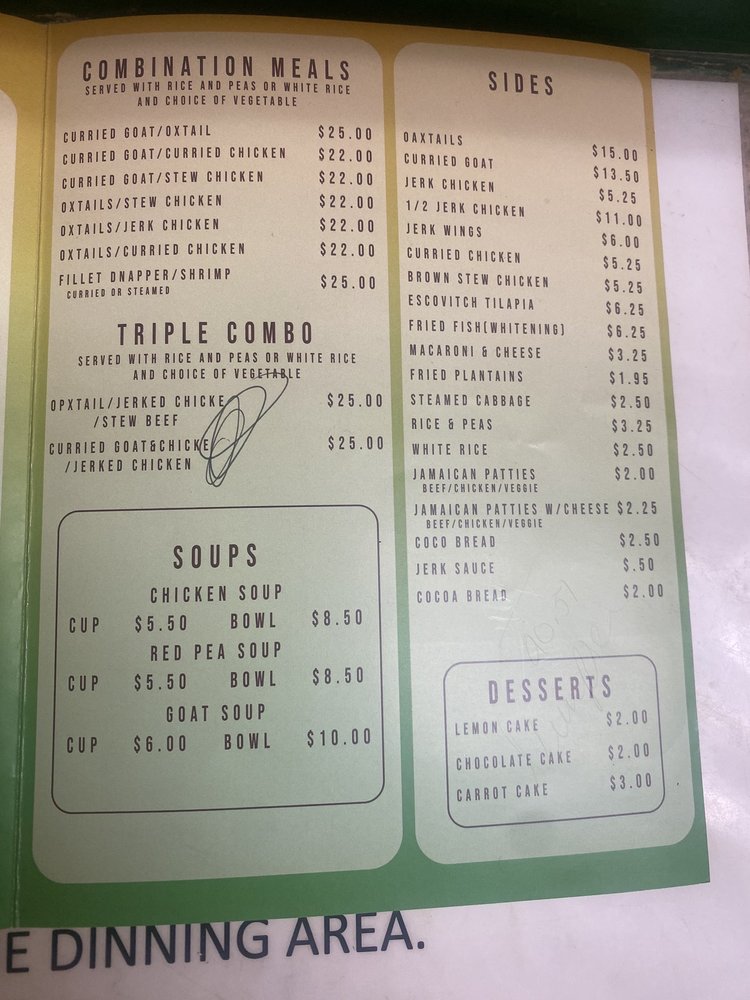 COMBINATION MEALS
SERVED WITH RICE AND PEAS OR WHITE RICE
AND CHOICE OF VEGETABLE
CURRIED GOAT/OXTAIL $25.00
CURRIED GOAT/CURRIED CHICKEN $22.00
CURRIED GOAT/STEW CHICKEN $22.00
OXTAILS/STEW CHICKEN $22.00
OXTAILS/JERK CHICKEN $22.00
OXTAILS/CURRIED CHICKEN $22.00
FILLET DNAPPER/SHRIMP $25.00
CURRIED OR STEAMED
TRIPLE COMBO
SERVED WITH RICE AND PEAS OR WHITE RICE
AND CHOICE OF VEGETABLE
OPXTAIL/JERKED CHICKE $25.00
/STEW BEEF
CURRIED GOAT&CHICKE $25.00
/JERKED CHICKEN
SOUPS
CHICKEN SOUP
CUP $5.50 BOWL $8.50
RED PEA SOUP
CUP $5.50 BOWL $8.50
GOAT SOUP
CUP $6.00 BOWL $10.00
SIDES
OAXTAILS $15.00
CURRIED GOAT $13.50
JERK CHICKEN $5.25
1/2 JERK CHICKEN $11.00
JERK WINGS $6.00
CURRIED CHICKEN $5.25
BROWN STEW CHICKEN $5.25
ESCOVITCH TILAPIA $6.25
FRIED FISH(WHITENING) $6.25
MACARONI & CHEESE $3.25
FRIED PLANTAINS $1.95
STEAMED CABBAGE $2.50
RICE & PEAS $3.25
WHITE RICE $2.50
JAMAICAN PATTIES $2.00
BEEF/CHICKEN/VEGGIE
JAMAICAN PATTIES W/CHEESE $2.25
BEEF/CHICKEN/VEGGIE
COCO BREAD $2.50
JERK SAUCE $.50
COCOA BREAD $2.00
DESSERTS
LEMON CAKE $2.00
CHOCOLATE CAKE $2.00
CARROT CAKE $3.00
E DINNING AREA.